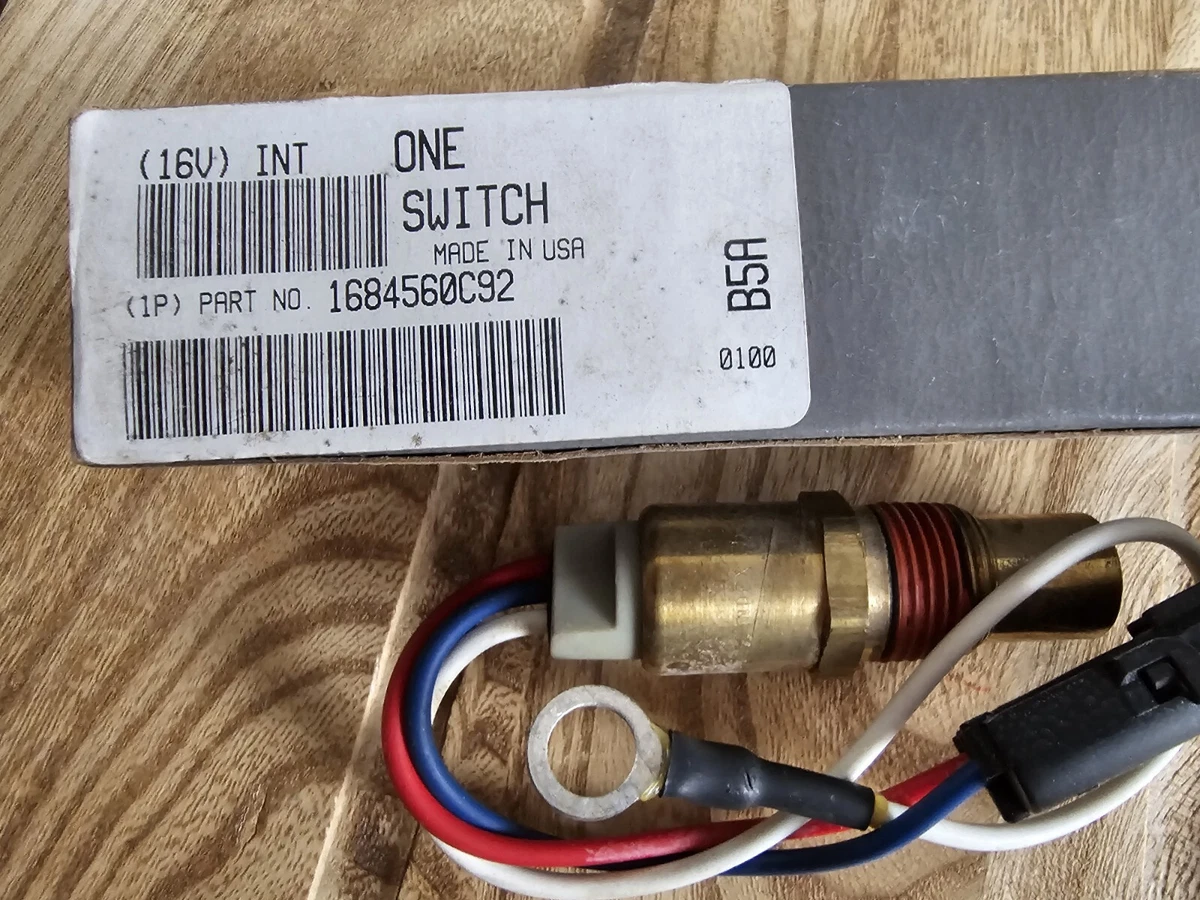 (16V) INT ONE
SWITCH
MADE IN USA
(1P) PART NO. 1684560C92
B5A
0100